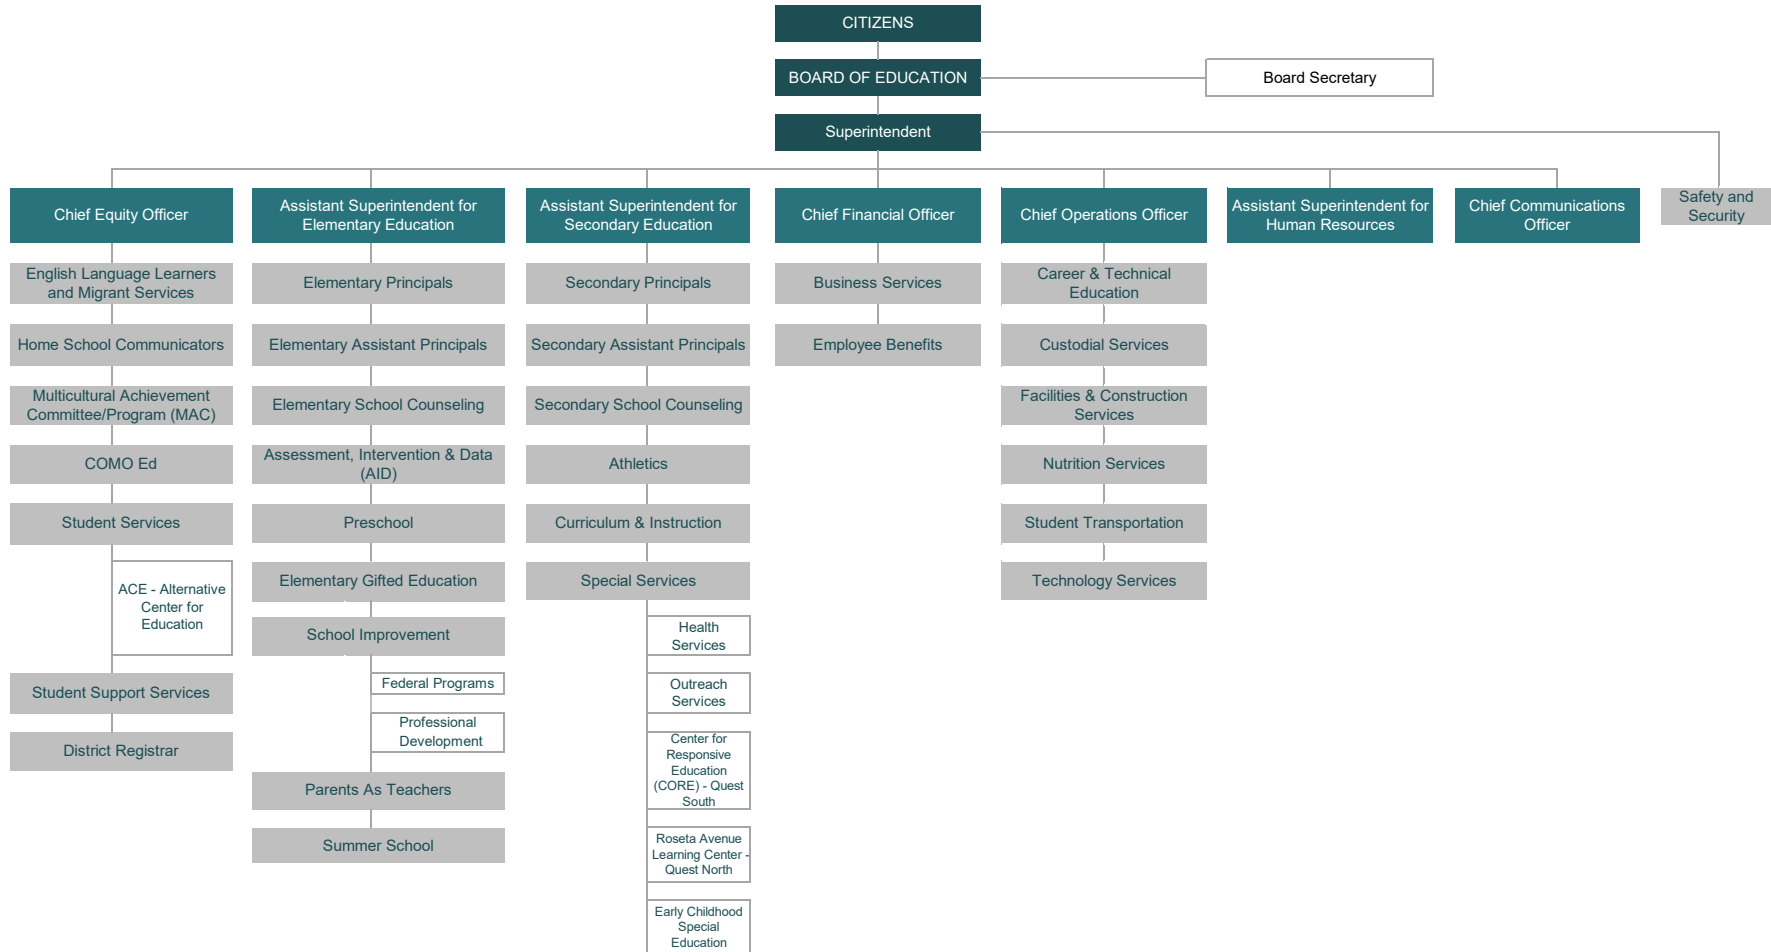 CITIZENS
BOARD OF EDUCATION
Board Secretary
Superintendent
Chief Equity Officer
Assistant Superintendent for
Elementary Education
Assistant Superintendent for
Secondary Education
Chief Financial Officer
Chief Operations Officer
Assistant Superintendent for
Human Resources
Chief Communications
Officer
Safety and
Security
English Language Learners
and Migrant Services
Home School Communicators
Multicultural Achievement
Committee/Program (MAC)
COMO Ed
Student Services
ACE - Alternative
Center for
Education
Student Support Services
District Registrar
Elementary Principals
Elementary Assistant Principals
Elementary School Counseling
Assessment, Intervention & Data
(AID)
Preschool
Elementary Gifted Education
School Improvement
Federal Programs
Professional
Development
Parents As Teachers
Summer School
Secondary Principals
Secondary Assistant Principals
Secondary School Counseling
Athletics
Curriculum & Instruction
Special Services
Health
Services
Outreach
Services
Center for
Responsive
Education
(CORE) - Quest
South
Roseta Avenue
Learning Center -
Quest North
Early Childhood
Special
Education
Business Services
Employee Benefits
Career & Technical
Education
Custodial Services
Facilities & Construction
Services
Nutrition Services
Student Transportation
Technology Services